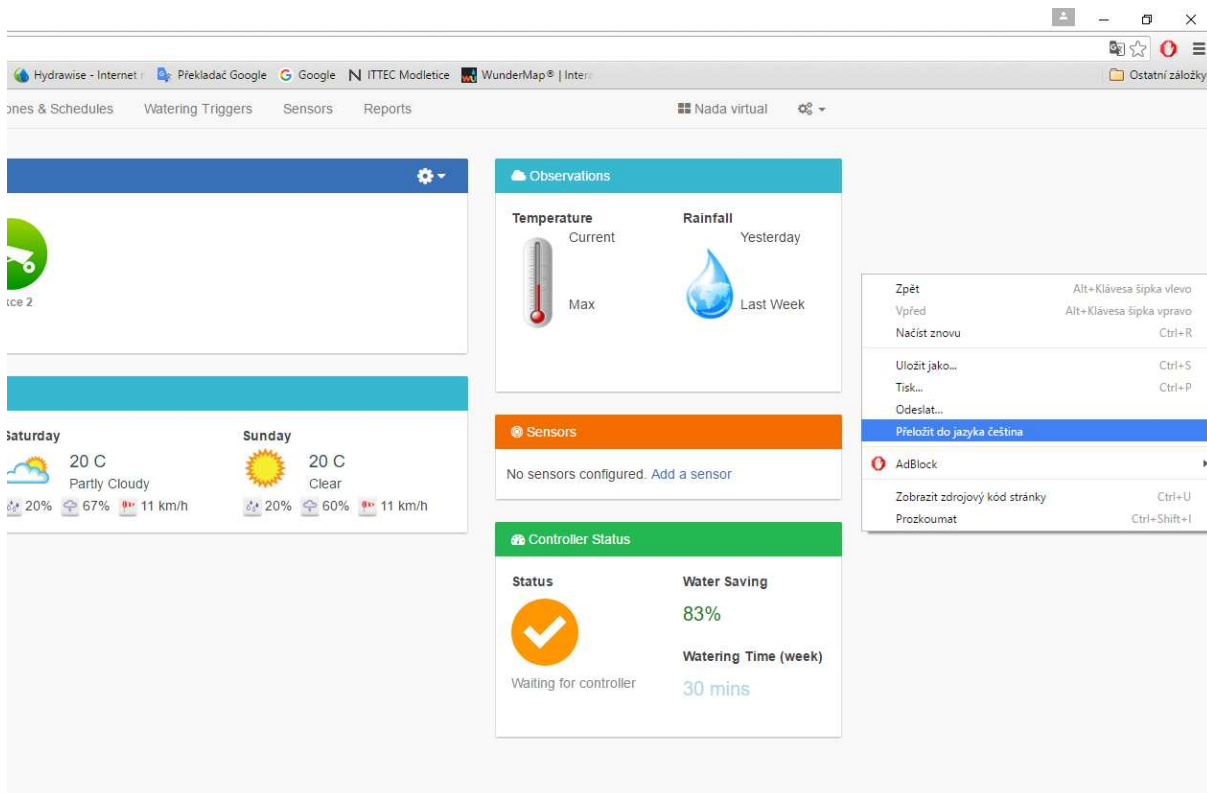 Hydrawise - Internet
Překladač Google
Google
ITTEC Modletice
WunderMap® | Inter
Ostatní záložky
ones & Schedules
Watering Triggers
Sensors
Reports
Nada virtual
Observations
Temperature
Current
Max
Rainfall
Yesterday
Last Week
kce 2
Saturday
20 C
Partly Cloudy
20% 67% 11 km/h
Sunday
20 C
Clear
20% 60% 11 km/h
Sensors
No sensors configured. Add a sensor
Controller Status
Status
Waiting for controller
Water Saving
83%
Watering Time (week)
30 mins
Zpět Alt+Klávesa šipka vlevo
Vpřed Alt+Klávesa šipka vpravo
Načíst znovu Ctrl+R
Uložit jako... Ctrl+S
Tisk... Ctrl+P
Odeslat...
Přeložit do jazyka čeština
AdBlock
Zobrazit zdrojový kód stránky Ctrl+U
Prozkoumat Ctrl+Shift+I